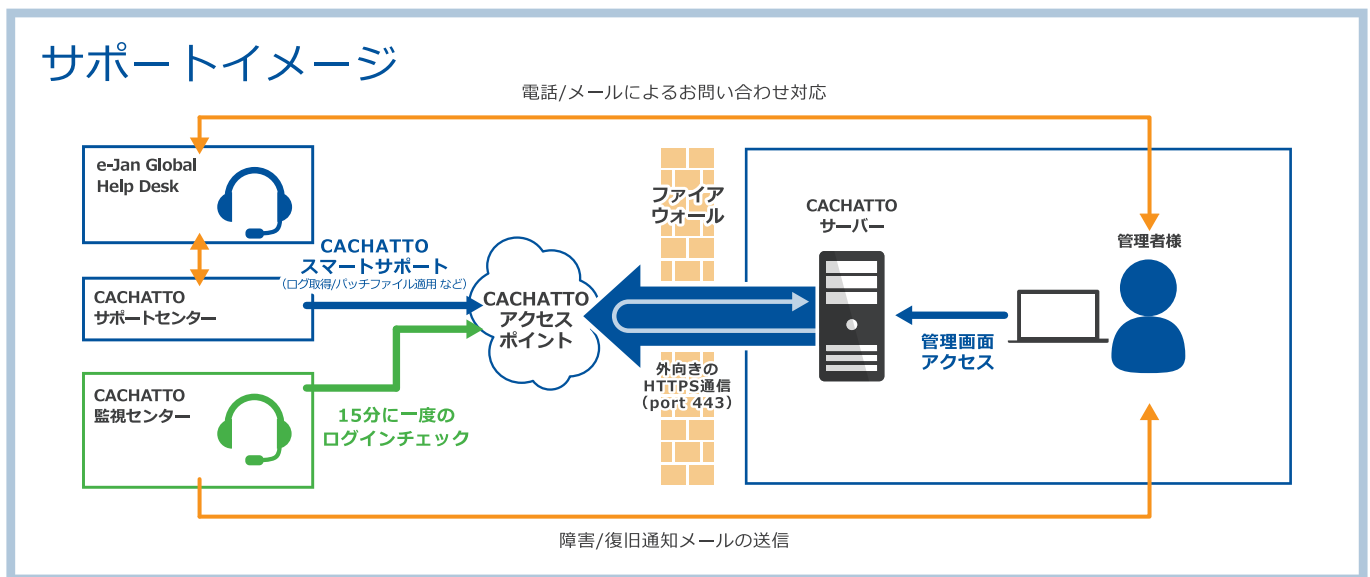 サポートイメージ
電話/メールによるお問い合わせ対応
e-Jan Global
Help Desk
CACHATTO
スマートサポート
(ログ取得/パッチファイル適用 など)
CACHATTO
サポートセンター
CACHATTO
監視センター
15分に一度の
ログインチェック
CACHATTO
アクセス
ポイント
ファイア
ウォール
外向きの
HTTPS通信
(port 443)
CACHATTO
サーバー
管理画面
アクセス
管理者様
障害/復旧通知メールの送信